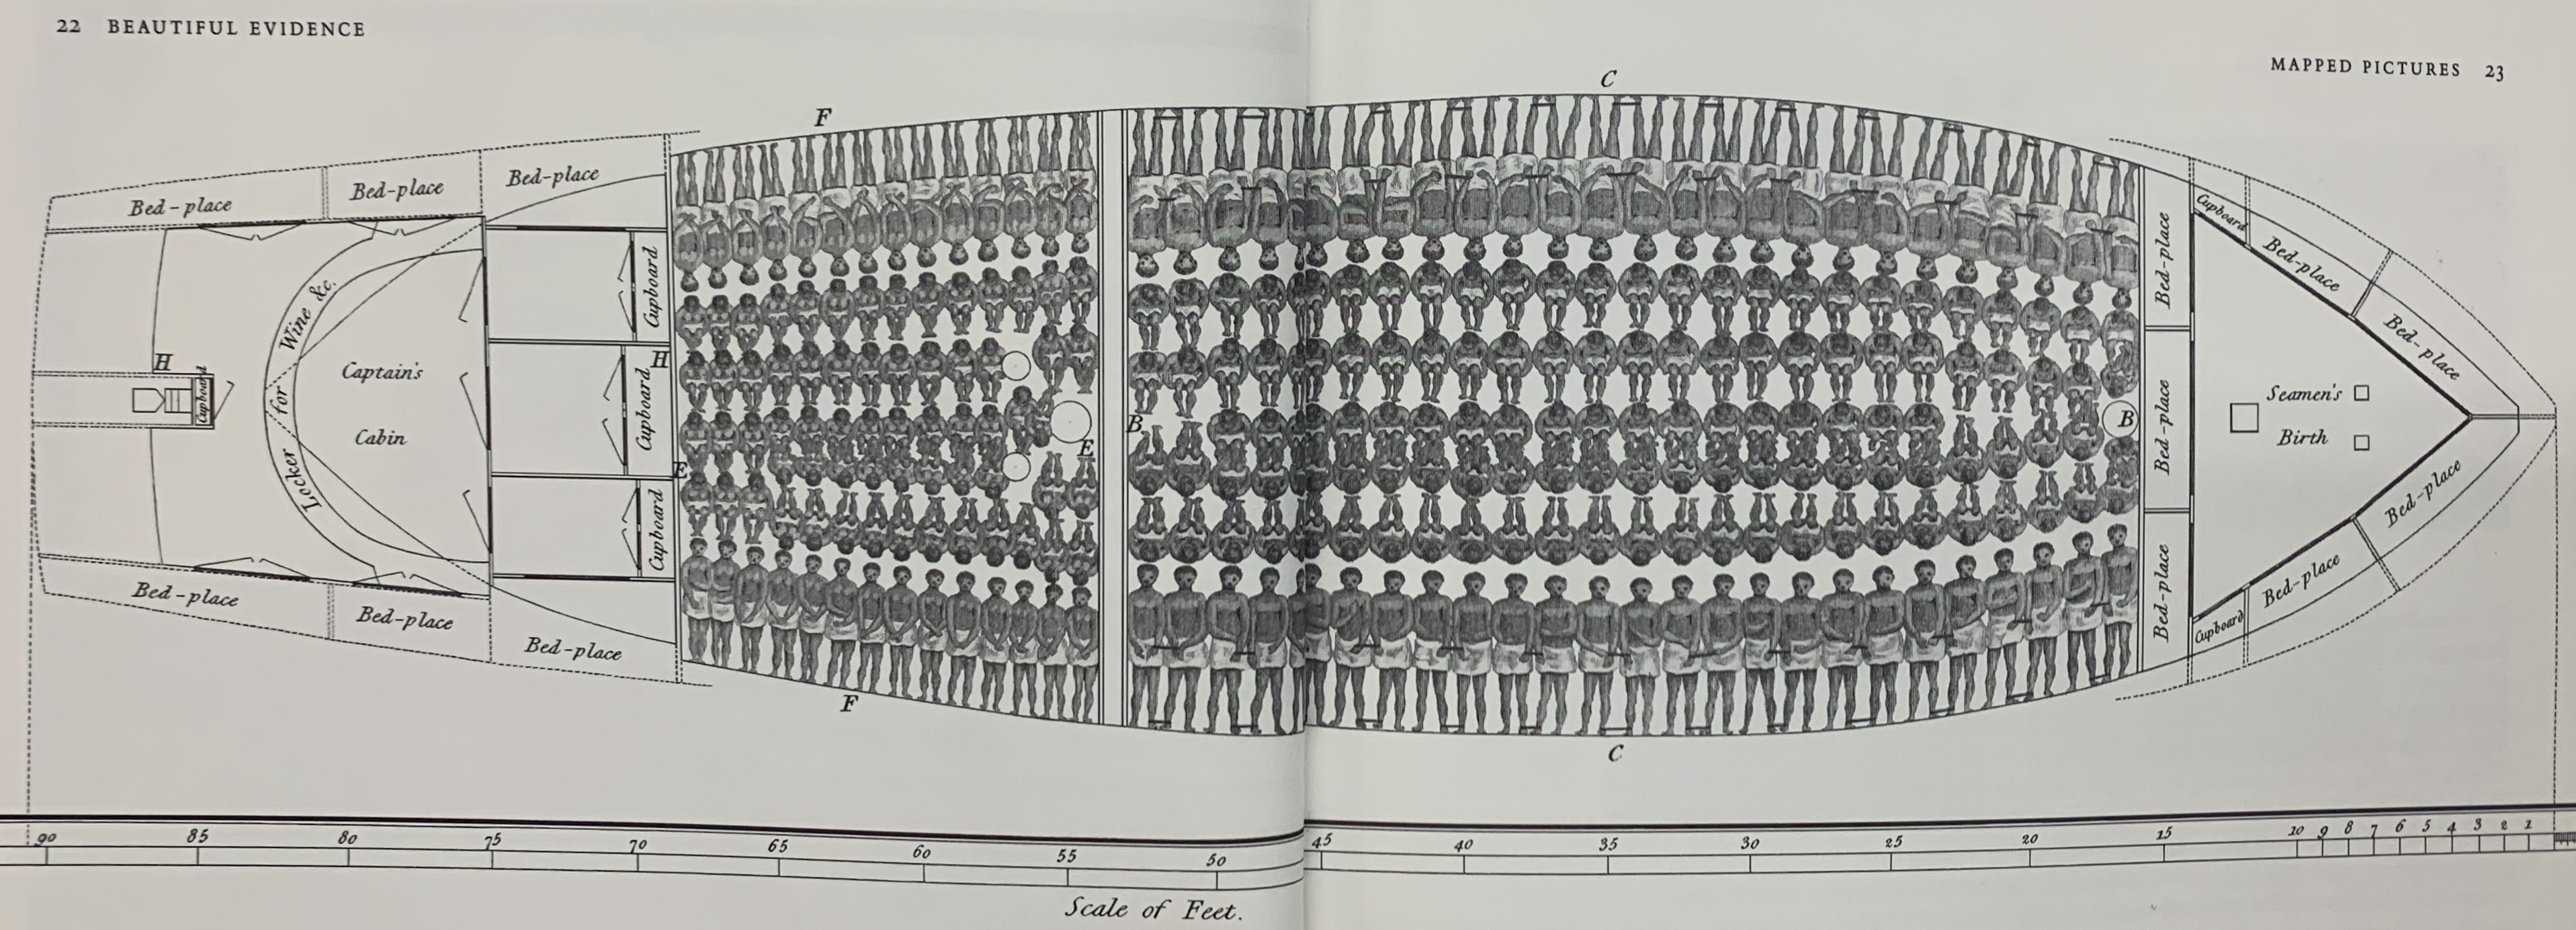 22 BEAUTIFUL EVIDENCE
MAPPED PICTURES 23
C
F
Bed-place
Bed-place
Bed-place
Cupboard
Bed-place
Bed-place
Bed-place
Cupboard
Locker for Wine &c.
H
Cupboard
Captain's
Cabin
H
Cupboard
E
E
B
B
Bed-place
Seamen's
Birth
Cupboard
Bed-place
Bed-place
Bed-place
Cupboard
Bed-place
Bed-place
Bed-place
F
C
90 85 80 75 70 65 60 55 50 45 40 35 30 25 20 15 10 9 8 7 6 5 4 3 2 1
Scale of Feet.